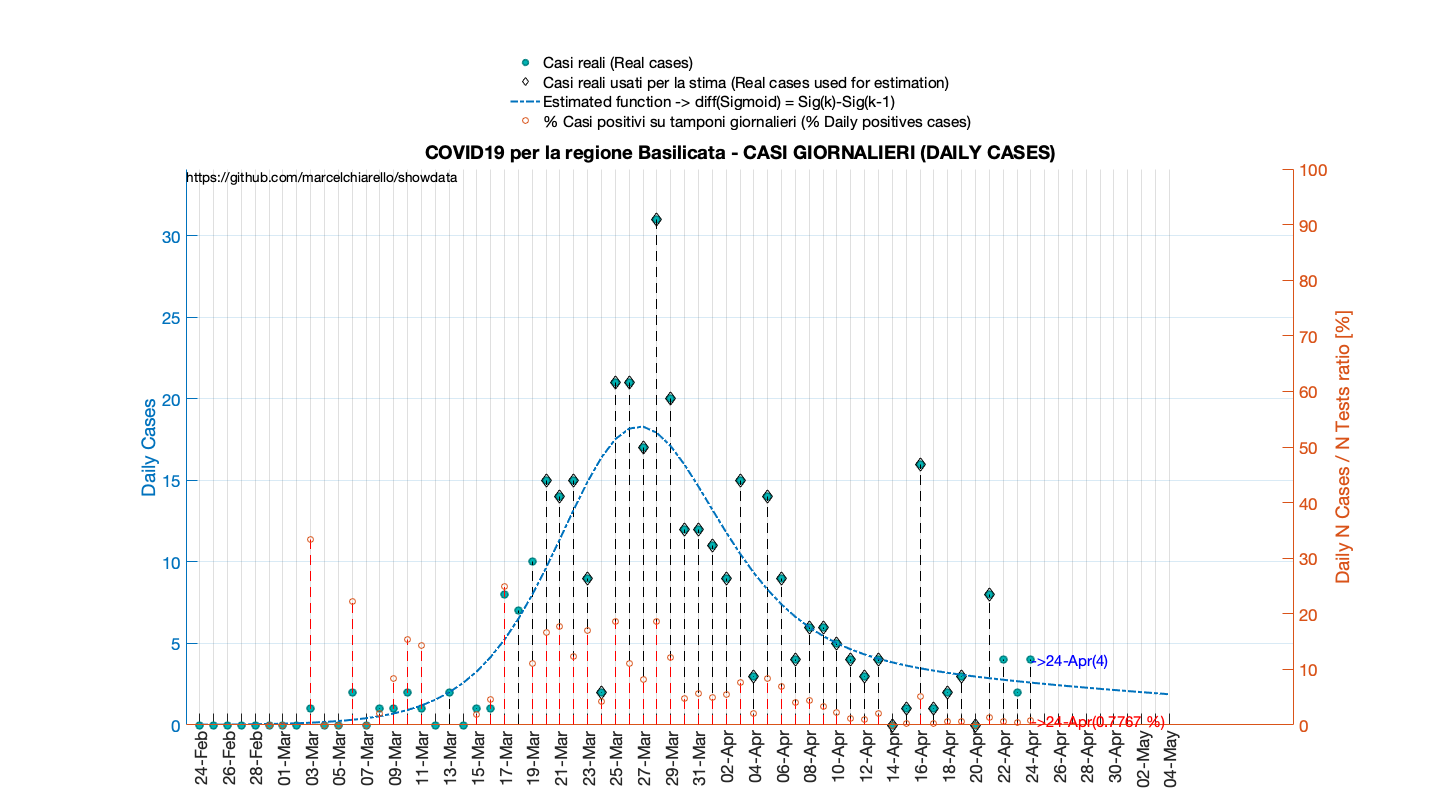 Casi reali (Real cases)
Casi reali usati per la stima (Real cases used for estimation)
Estimated function -> diff(Sigmoid) = Sig(k)-Sig(k-1)
% Casi positivi su tamponi giornalieri (% Daily positives cases)
COVID19 per la regione Basilicata - CASI GIORNALIERI (DAILY CASES)
https://github.com/marcelchiarello/showdata
Daily Cases
30
25
20
15
10
5
0
100
90
80
70
60
50
40
30
20
10
0
Daily N Cases / N Tests ratio [%]
->24-Apr(4)
->24-Apr(0.7767 %)
24-Feb
26-Feb
28-Feb
01-Mar
03-Mar
05-Mar
07-Mar
09-Mar
11-Mar
13-Mar
15-Mar
17-Mar
19-Mar
21-Mar
23-Mar
25-Mar
27-Mar
29-Mar
31-Mar
02-Apr
04-Apr
06-Apr
08-Apr
10-Apr
12-Apr
14-Apr
16-Apr
18-Apr
20-Apr
22-Apr
24-Apr
26-Apr
28-Apr
30-Apr
02-May
04-May